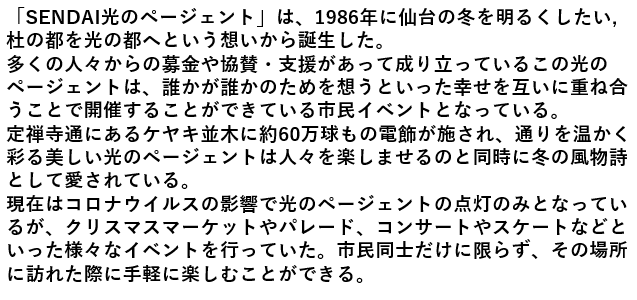 「SENDAI光のページェント」は、1986年に仙台の冬を明るくしたい,
杜の都を光の都へという想いから誕生した。
多くの人々からの募金や協賛・支援があって成り立っているこの光の
ページェントは、誰かが誰かのためを想うといった幸せを互いに重ね合
うことで開催することができている市民イベントとなっている。
定禅寺通にあるケヤキ並木に約60万球もの電飾が施され、通りを温かく
彩る美しい光のページェントは人々を楽しませるのと同時に冬の風物詩
として愛されている。
現在はコロナウイルスの影響で光のページェントの点灯のみとなってい
るが、クリスマスマーケットやパレード、コンサートやスケートなどと
いった様々なイベントを行っていた。市民同士だけに限らず、その場所
に訪れた際に手軽に楽しむことができる。